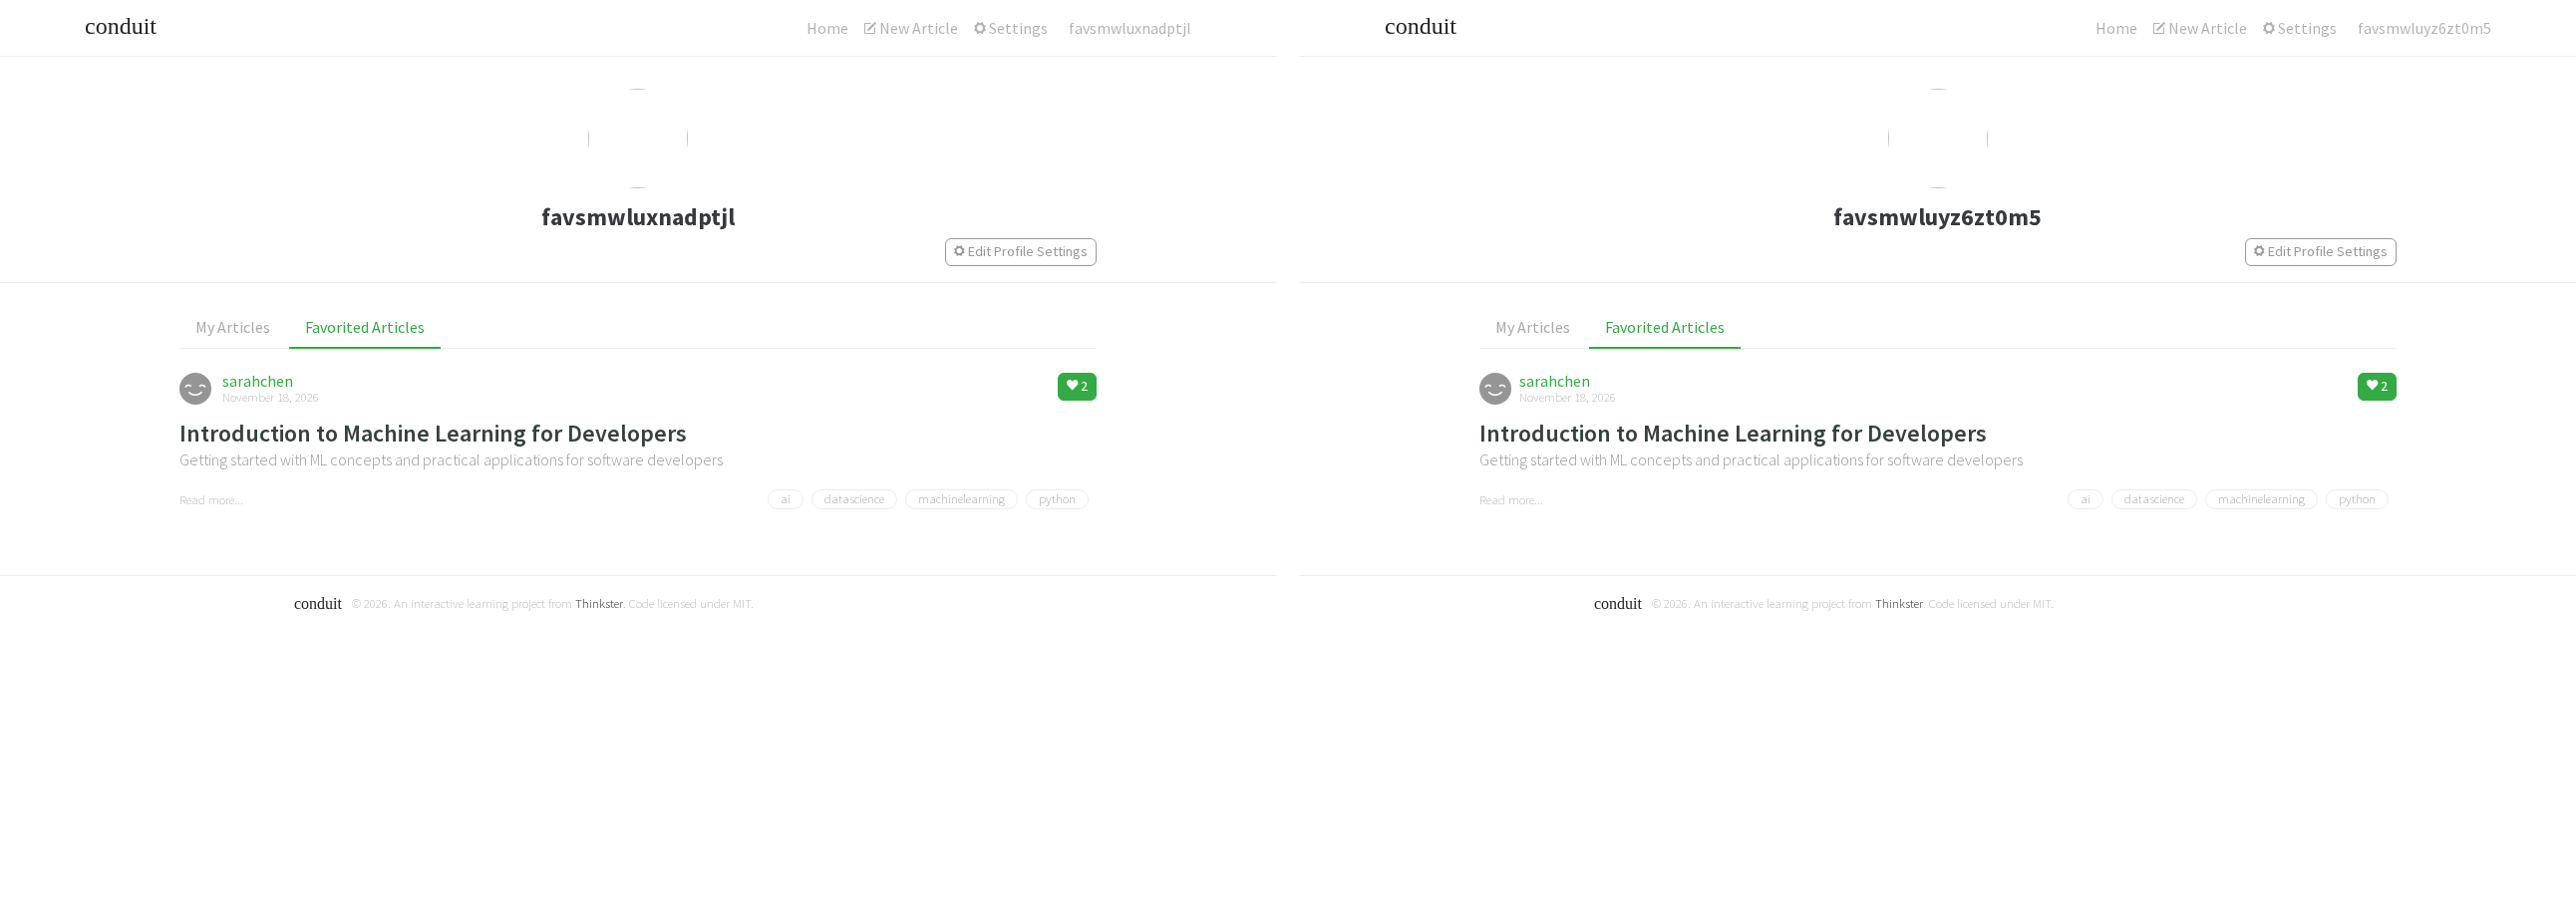 conduit
Home New Article Settings favsmwluxnadptjl
favsmwluxnadptjl
Edit Profile Settings
My Articles Favorited Articles
sarahchen
November 18, 2026
2
Introduction to Machine Learning for Developers
Getting started with ML concepts and practical applications for software developers
Read more...
ai datascience machinelearning python
conduit © 2026. An interactive learning project from Thinkster. Code licensed under MIT.
conduit
Home New Article Settings favsmwluyz6zt0m5
favsmwluyz6zt0m5
Edit Profile Settings
My Articles Favorited Articles
sarahchen
November 18, 2026
2
Introduction to Machine Learning for Developers
Getting started with ML concepts and practical applications for software developers
Read more...
ai datascience machinelearning python
conduit © 2026. An interactive learning project from Thinkster. Code licensed under MIT.